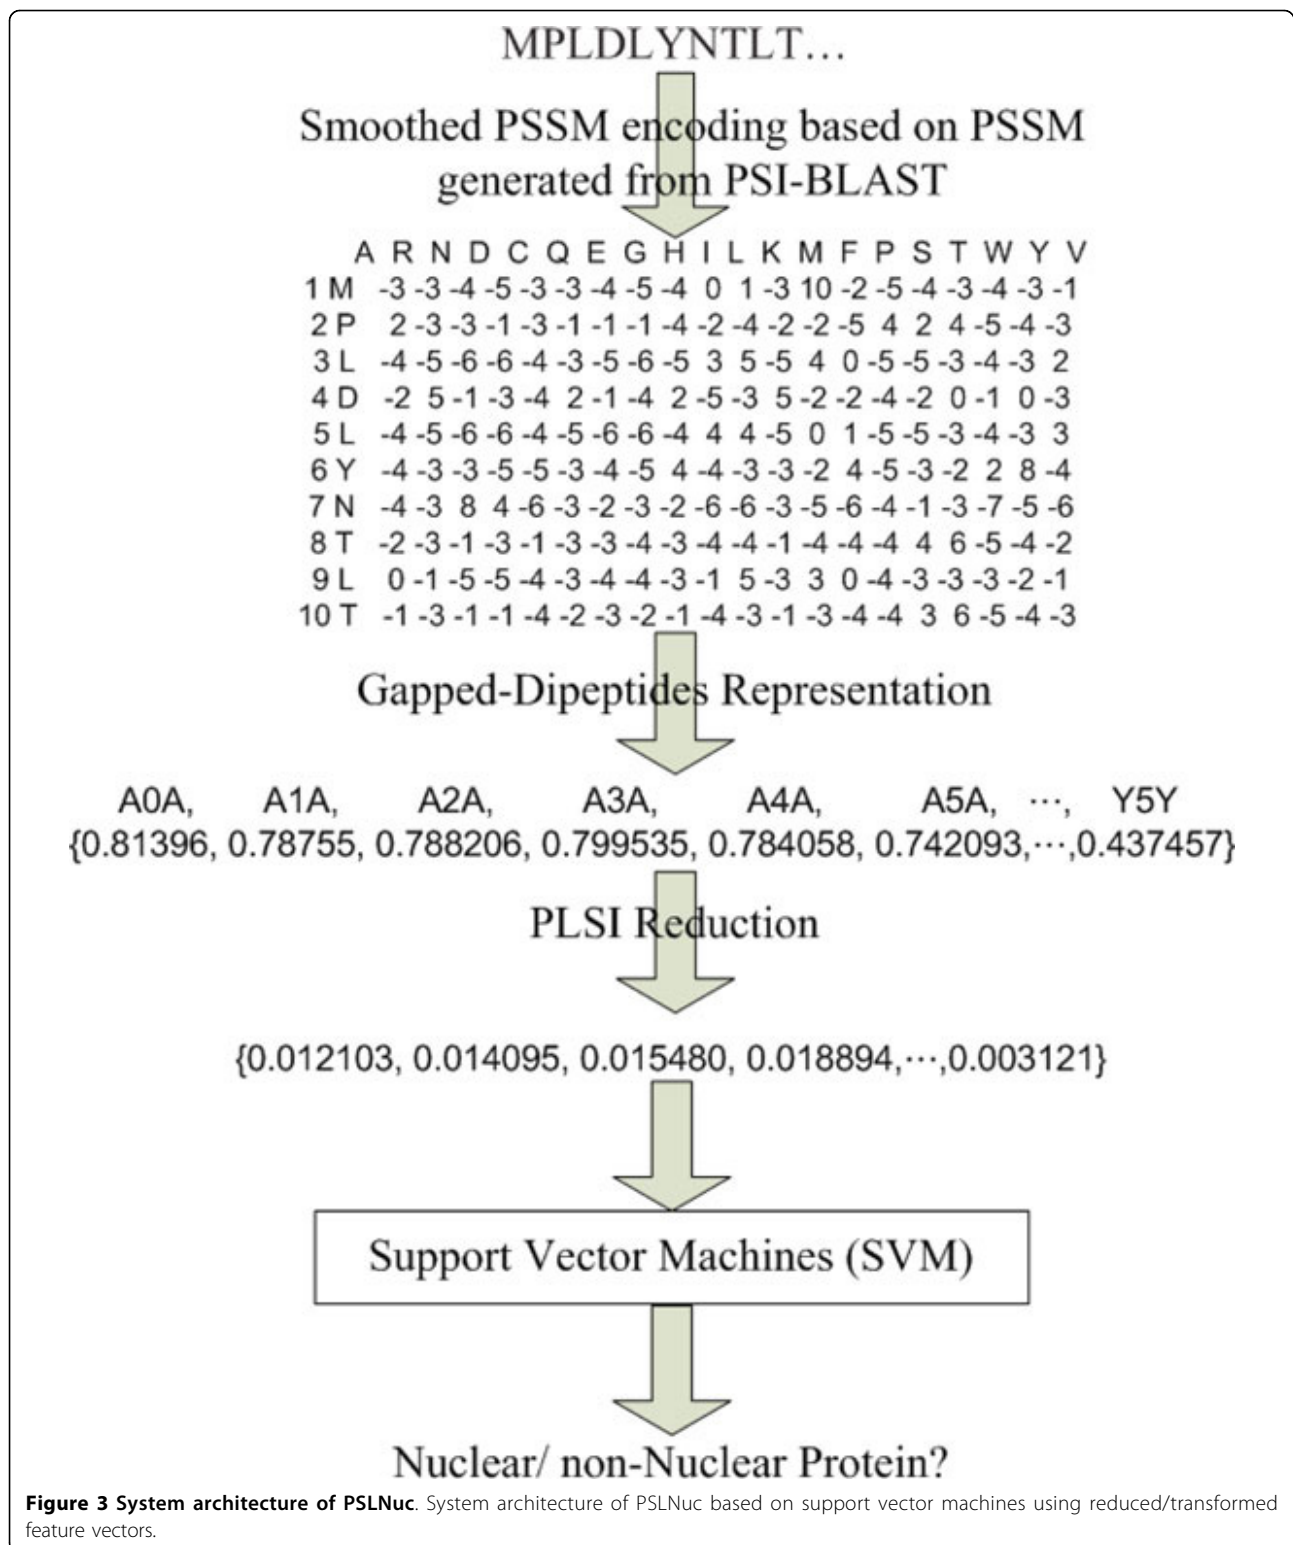 MPLDLYNTLT…
Smoothed PSSM encoding based on PSSM
generated from PSI-BLAST
A R N D C Q E G H I L K M F P S T W Y V
1 M -3 -3 -4 -5 -3 -3 -4 -5 -4 0 1 -3 10 -2 -5 -4 -3 -4 -3 -1
2 P 2 -3 -3 -1 -3 -1 -1 -1 -4 -2 -4 -2 -2 -5 4 2 4 -5 -4 -3
3 L -4 -5 -6 -6 -4 -3 -5 -6 -5 3 5 -5 4 0 -5 -5 -3 -4 -3 2
4 D -2 5 -1 -3 -4 2 -1 -4 2 -5 -3 5 -2 -2 -4 -2 0 -1 0 -3
5 L -4 -5 -6 -6 -4 -5 -6 -6 -4 4 4 -5 0 1 -5 -5 -3 -4 -3 3
6 Y -4 -3 -3 -5 -5 -3 -4 -5 4 -4 -3 -3 -2 4 -5 -3 -2 2 8 -4
7 N -4 -3 8 4 -6 -3 -2 -3 -2 -6 -6 -3 -5 -6 -4 -1 -3 -7 -5 -6
8 T -2 -3 -1 -3 -1 -3 -3 -4 -3 -4 -4 -1 -4 -4 -4 4 6 -5 -4 -2
9 L 0 -1 -5 -5 -4 -3 -4 -4 -3 -1 5 -3 3 0 -4 -3 -3 -3 -2 -1
10 T -1 -3 -1 -1 -4 -2 -3 -2 -1 -4 -3 -1 -3 -4 -4 3 6 -5 -4 -3
Gapped-Dipeptides Representation
A0A, A1A, A2A, A3A, A4A, A5A, ⋯, Y5Y
{0.81396, 0.78755, 0.788206, 0.799535, 0.784058, 0.742093,⋯,0.437457}
PLSI Reduction
{0.012103, 0.014095, 0.015480, 0.018894,⋯,0.003121}
Support Vector Machines (SVM)
Nuclear/ non-Nuclear Protein?
Figure 3 System architecture of PSLNuc. System architecture of PSLNuc based on support vector machines using reduced/transformed
feature vectors.